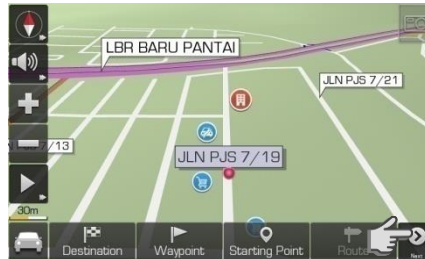 LBR BARU PANTAI
JLN PJS 7/21
7/13
JLN PJS 7/19
30m
Destination
Waypoint
Starting Point
Route
Next